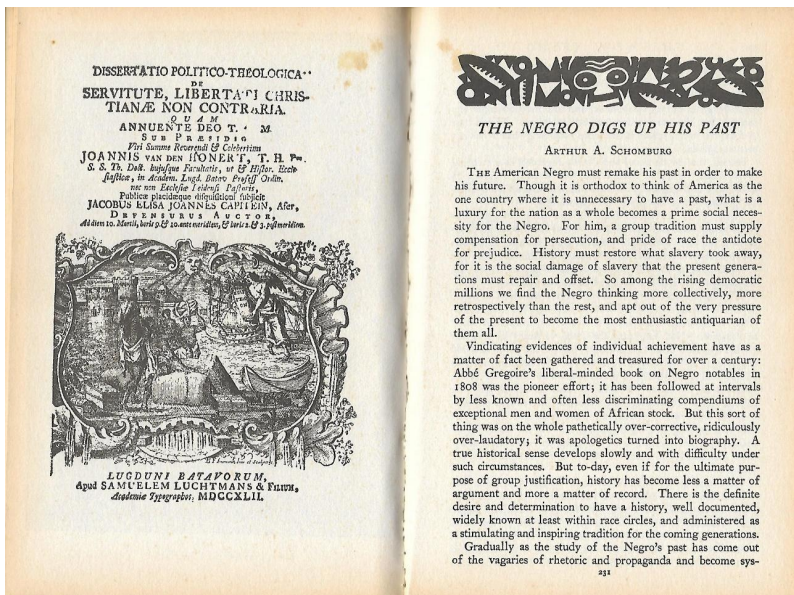 DISSERTATIO POLITICO-THEOLOGICA
DE
SERVITUTE, LIBERTATI CHRIS-
TIANÆ NON CONTRARIA.
QUAM
ANNUENTE DEO T. M.
SUB PRÆSIDIO
Viri Summe Reverendi & Celeberrimi
JOANNIS VAN DEN HONERT, T. H. F.
S. S. Th. Doct. hujusque Facultatis, ut & Histor. Eccle-
siasticæ, in Academ. Lugd. Batav Professf Ordin.
nec non Ecclesiæ Leidensis Pastoris,
Publicæ placidæque disquisitioni subjicit
JACOBUS ELISA JOANNES CAPITEIN, Afer,
DEFENSURUS AUCTOR,
Ad diem 10. Martii, horis 9. & 10. ante meridiem, & horis 2. & 3. postmeridiem.
LUGDUNI BATAVORUM,
Apud SAMUELEM LUCHTMANS & FILIUM,
Academiæ Typographos. MDCCXLII.
THE NEGRO DIGS UP HIS PAST
ARTHUR A. SCHOMBURG
THE American Negro must remake his past in order to make
his future. Though it is orthodox to think of America as the
one country where it is unnecessary to have a past, what is a
luxury for the nation as a whole becomes a prime social neces-
sity for the Negro. For him, a group tradition must supply
compensation for persecution, and pride of race the antidote
for prejudice. History must restore what slavery took away,
for it is the social damage of slavery that the present genera-
tions must repair and offset. So among the rising democratic
millions we find the Negro thinking more collectively, more
retrospectively than the rest, and apt out of the very pressure
of the present to become the most enthusiastic antiquarian of
them all.
Vindicating evidences of individual achievement have as a
matter of fact been gathered and treasured for over a century:
Abbé Gregoire's liberal-minded book on Negro notables in
1808 was the pioneer effort; it has been followed at intervals
by less known and often less discriminating compendiums of
exceptional men and women of African stock. But this sort of
thing was on the whole pathetically over-corrective, ridiculously
over-laudatory; it was apologetics turned into biography. A
true historical sense develops slowly and with difficulty under
such circumstances. But to-day, even if for the ultimate pur-
pose of group justification, history has become less a matter of
argument and more a matter of record. There is the definite
desire and determination to have a history, well documented,
widely known at least within race circles, and administered as
a stimulating and inspiring tradition for the coming generations.
Gradually as the study of the Negro's past has come out
of the vagaries of rhetoric and propaganda and become sys-
231